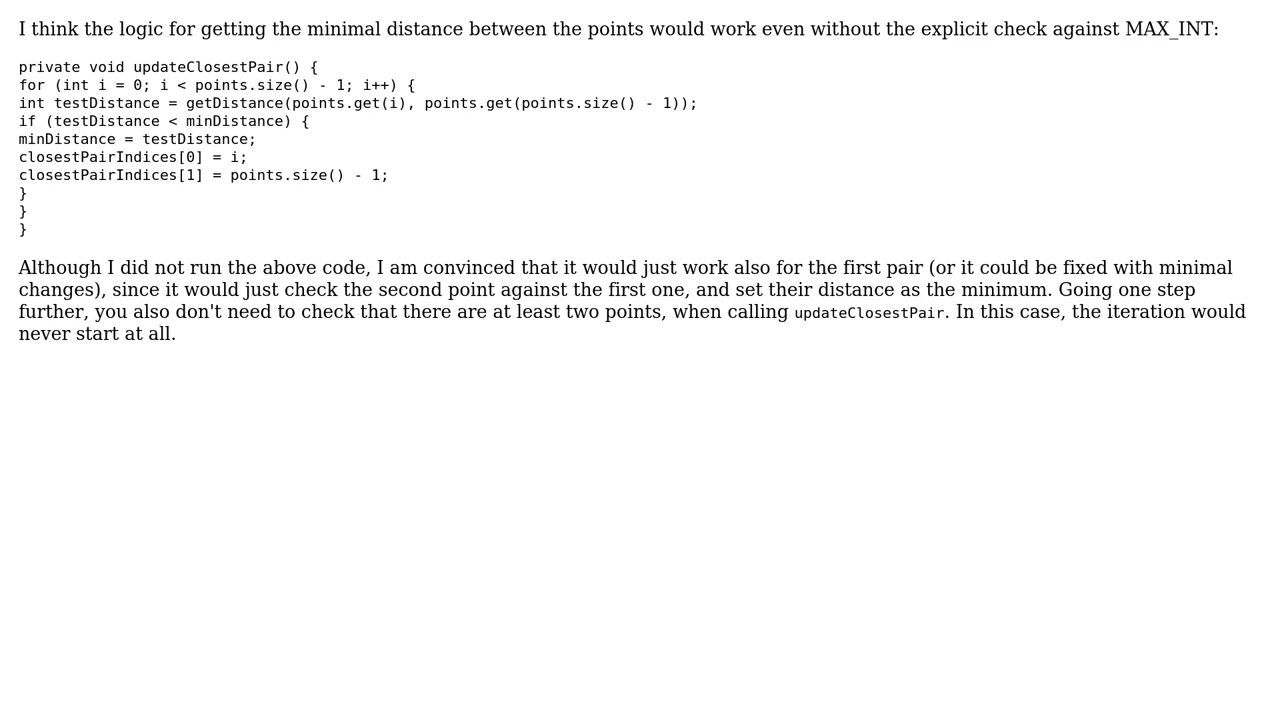 I think the logic for getting the minimal distance between the points would work even without the explicit check against MAX_INT:
private void updateClosestPair() {
for (int i = 0; i < points.size() - 1; i++) {
int testDistance = getDistance(points.get(i), points.get(points.size() - 1));
if (testDistance < minDistance) {
minDistance = testDistance;
closestPairIndices[0] = i;
closestPairIndices[1] = points.size() - 1;
}
}
}
Although I did not run the above code, I am convinced that it would just work also for the first pair (or it could be fixed with minimal
changes), since it would just check the second point against the first one, and set their distance as the minimum. Going one step
further, you also don't need to check that there are at least two points, when calling updateClosestPair. In this case, the iteration would
never start at all.